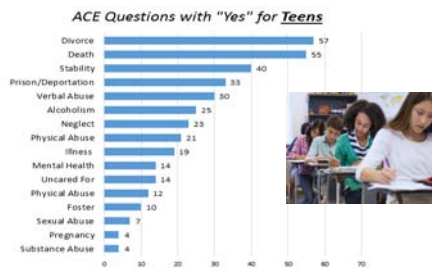 ACE Questions with "Yes" for Teens
Divorce 57
Death 55
Stability 40
Prison/Deportation 33
Verbal Abuse 30
Alcoholism 25
Neglect 23
Physical Abuse 21
Illness 19
Mental Health 14
Uncared For 14
Physical Abuse 12
Foster 10
Sexual Abuse 7
Pregnancy 4
Substance Abuse 4
0 10 20 30 40 50 60 70